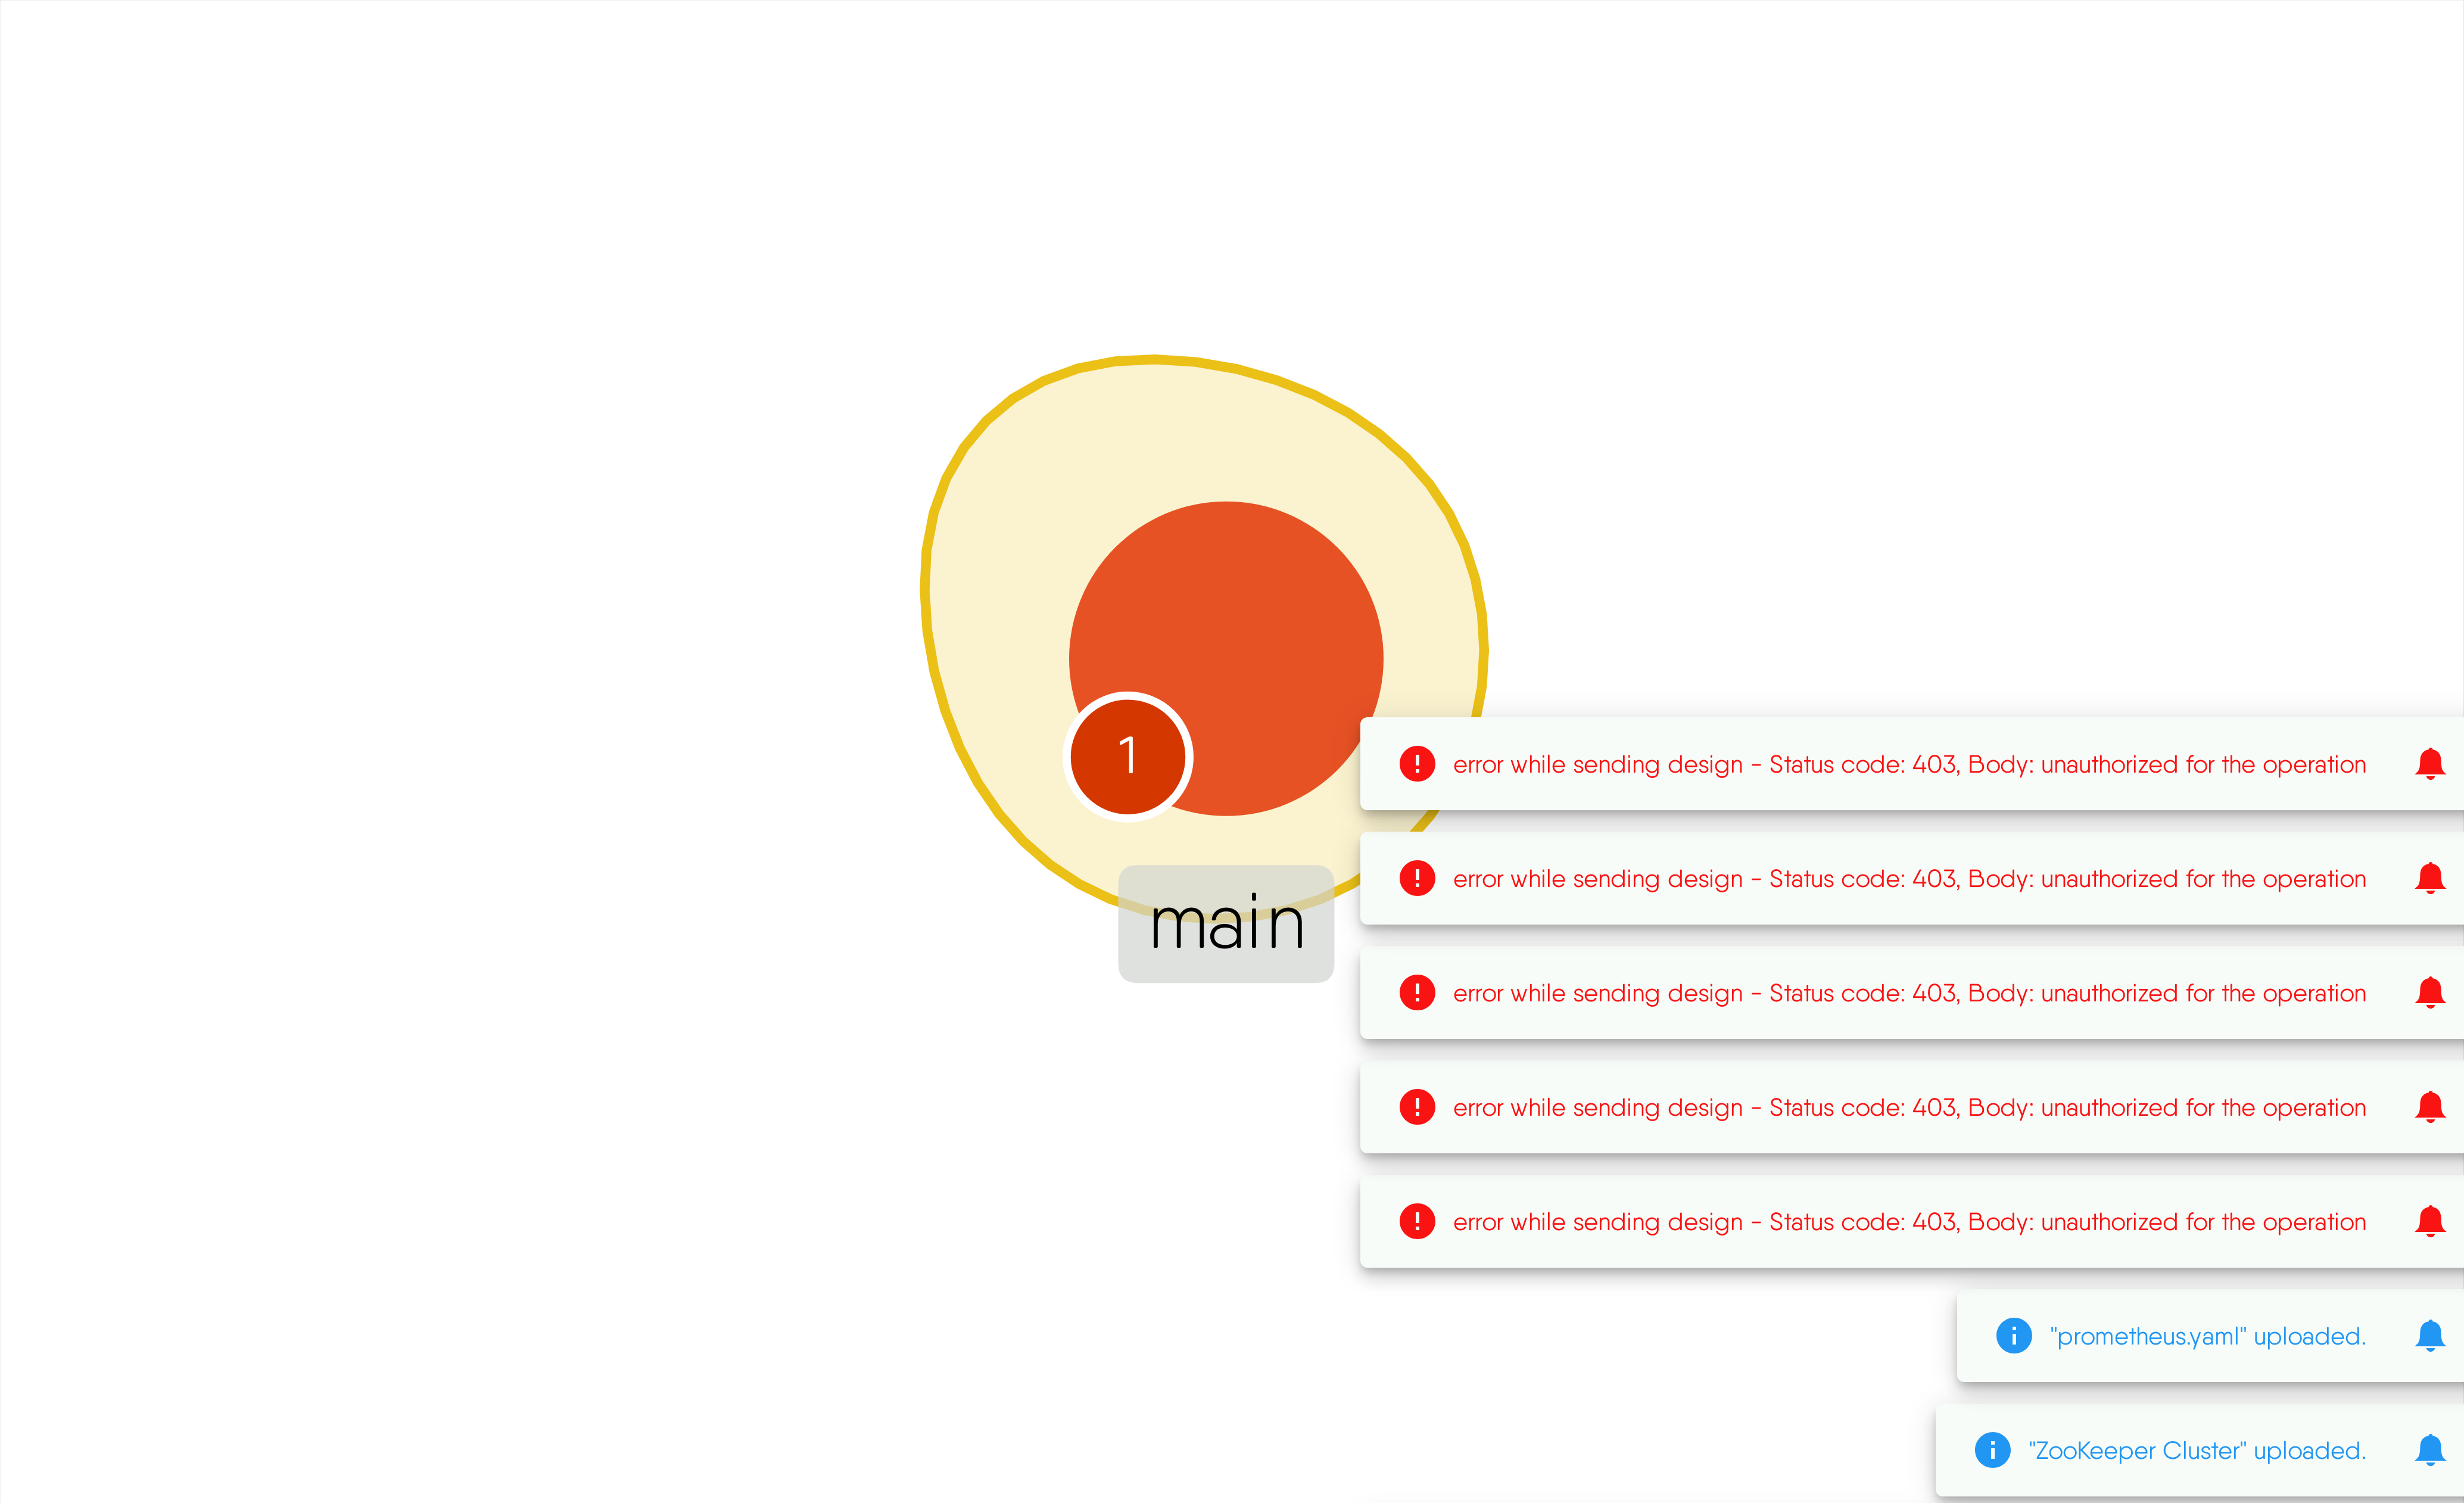 1
main
error while sending design - Status code: 403, Body: unauthorized for the operation
error while sending design - Status code: 403, Body: unauthorized for the operation
error while sending design - Status code: 403, Body: unauthorized for the operation
error while sending design - Status code: 403, Body: unauthorized for the operation
error while sending design - Status code: 403, Body: unauthorized for the operation
"prometheus.yaml" uploaded.
"ZooKeeper Cluster" uploaded.